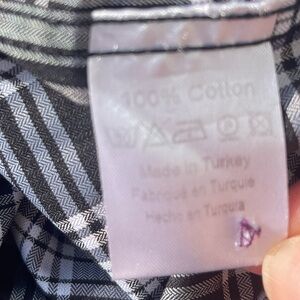 100% Cotton
Made in Turkey
Fabriqué en Turquie
Hecho en Turquía